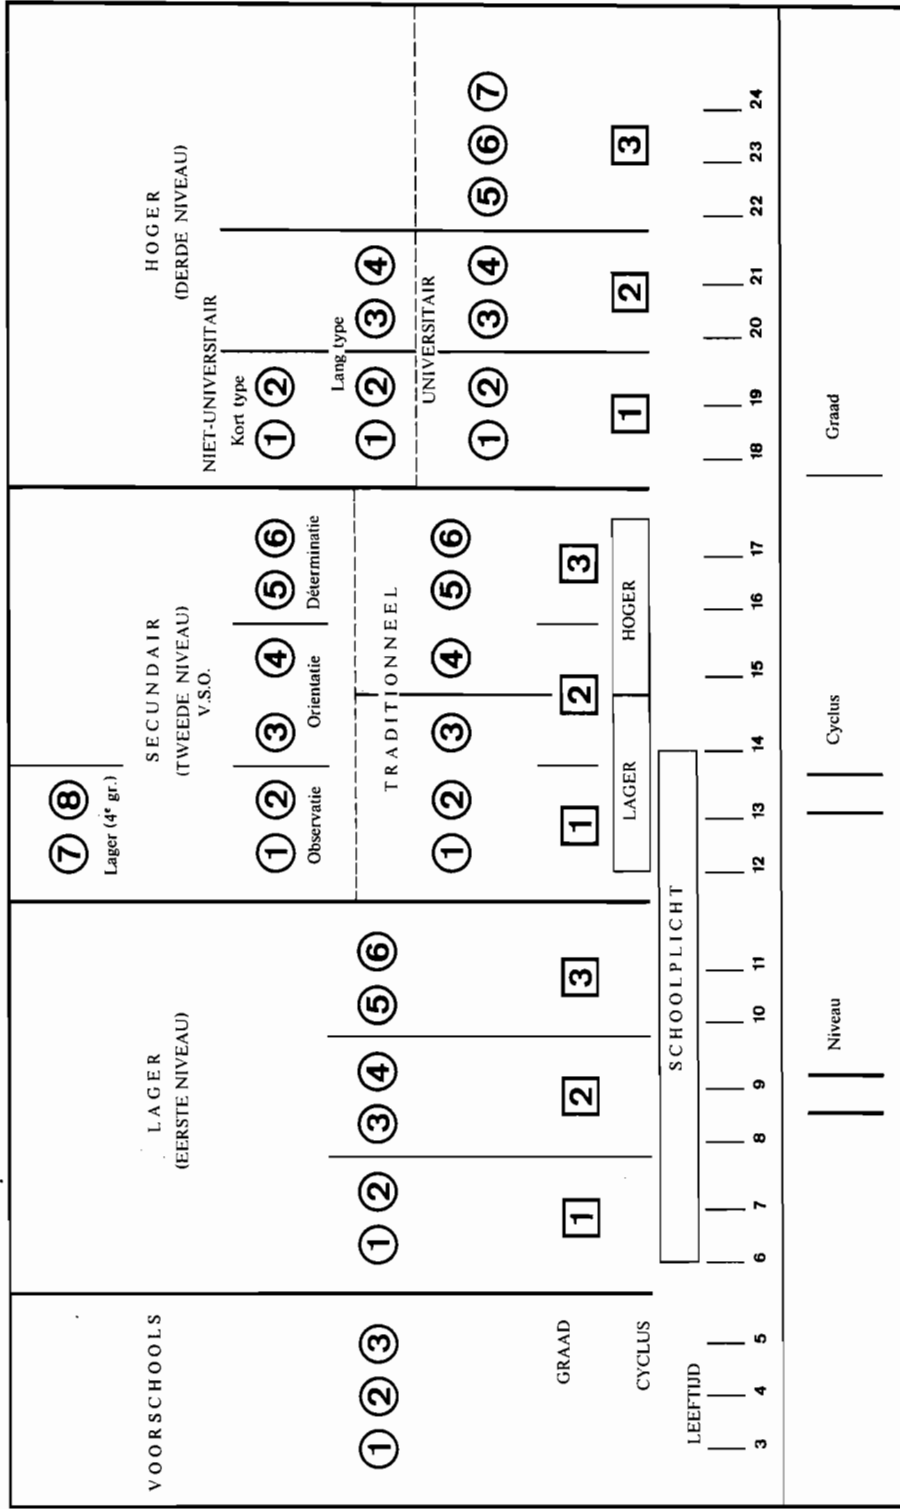 VOORSCHOOLS
1 2 3
LAGER
(EERSTE NIVEAU)
1 2 3 4 5 6
1 2 3
SECUNDAIR
(TWEEDE NIVEAU)
V.S.O.
7 8
Lager (4e gr.)
1 2 3 4 5 6
Observatie Orientatie Déterminatie
TRADITIONNEEL
1 2 3 4 5 6
1 2 3
LAGER HOGER
HOGER
(DERDE NIVEAU)
NIET-UNIVERSITAIR
Kort type
1 2
Lang type
1 2 3 4
UNIVERSITAIR
1 2 3 4 5 6 7
1 2 3
GRAAD
CYCLUS
SCHOOLPLICHT
LEEFTIJD
3 4 5 6 7 8 9 10 11 12 13 14 15 16 17 18 19 20 21 22 23 24
Niveau Cyclus Graad